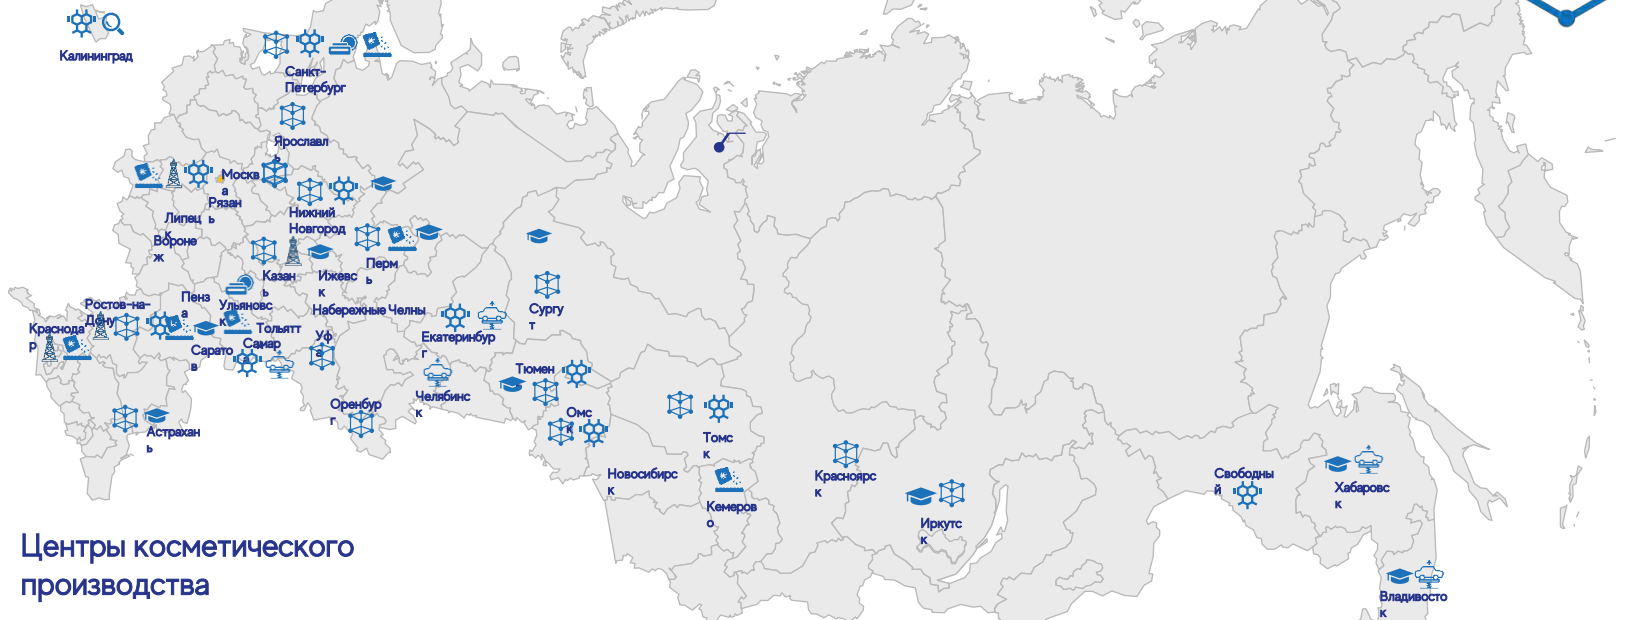 Калининград
Санкт-
Петербург
Ярославл
ь
Москв
а
Рязан
ь
Липец
к
Вороне
ж
Нижний
Новгород
Казан
ь
Ижевс
к
Перм
ь
Пенз
а
Ульяновс
к
Набережные Челны
Ростов-на-
Дону
Краснода
р
Тольятт
Самар
а
Сарато
в
Уф
а
Екатеринбур
г
Сургу
т
Тюмен
Челябинс
к
Оренбур
г
Астрахан
ь
Омс
к
Томс
к
Новосибирс
к
Кемеров
о
Красноярс
к
Иркутс
к
Свободны
й
Хабаровс
к
Владивосто
к
Центры косметического
производства